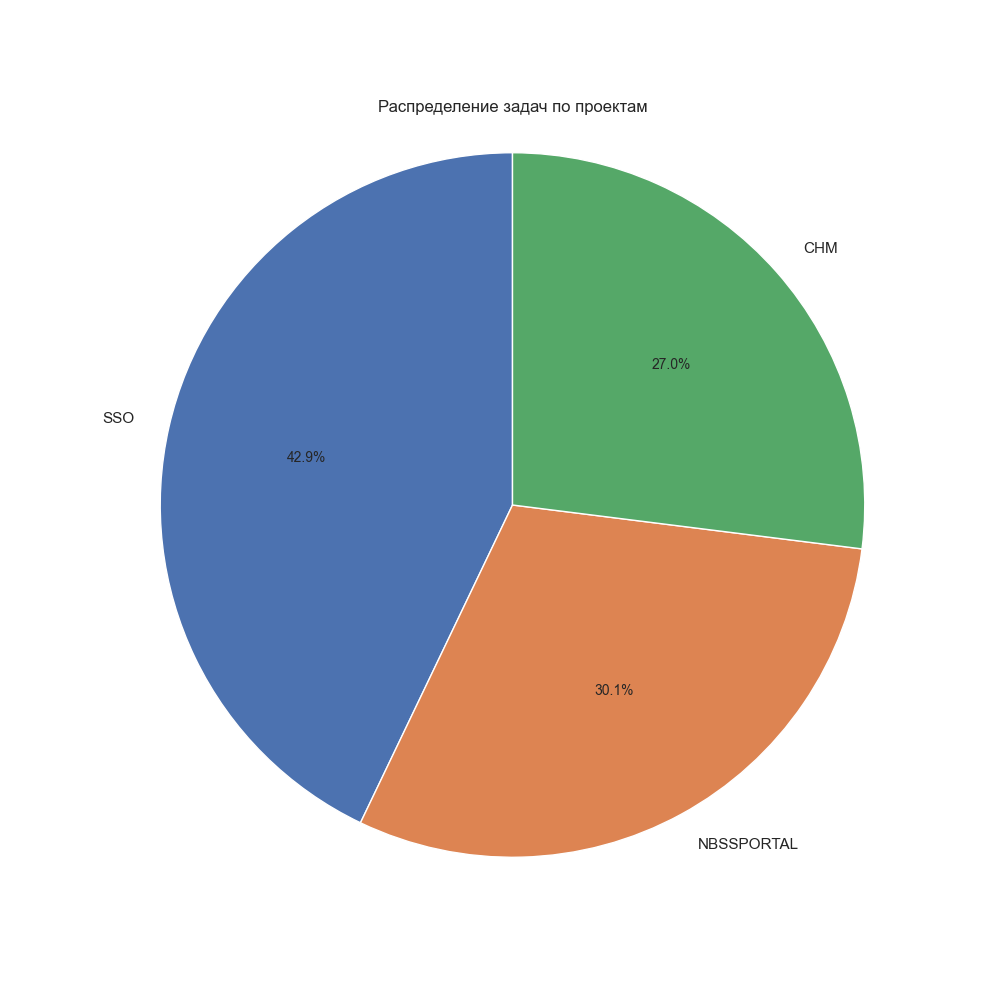 Распределение задач по проектам
CHM
27.0%
SSO
42.9%
30.1%
NBSSPORTAL